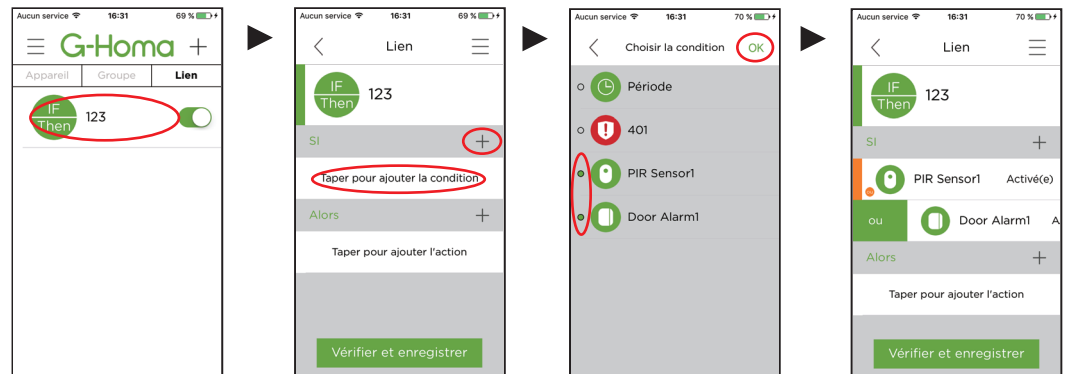 Aucun service 16:31 69 %
G-Homa
Appareil Groupe Lien
IF
Then
123
Aucun service 16:31 69 %
Lien
IF
Then
123
SI
Taper pour ajouter la condition
Alors
Taper pour ajouter l'action
Vérifier et enregistrer
Aucun service 16:31 70 %
Choisir la condition OK
Période
401
PIR Sensor1
Door Alarm1
Aucun service 16:31 70 %
Lien
IF
Then
123
SI
PIR Sensor1 Activé(e)
ou Door Alarm1 A
Alors
Taper pour ajouter l'action
Vérifier et enregistrer